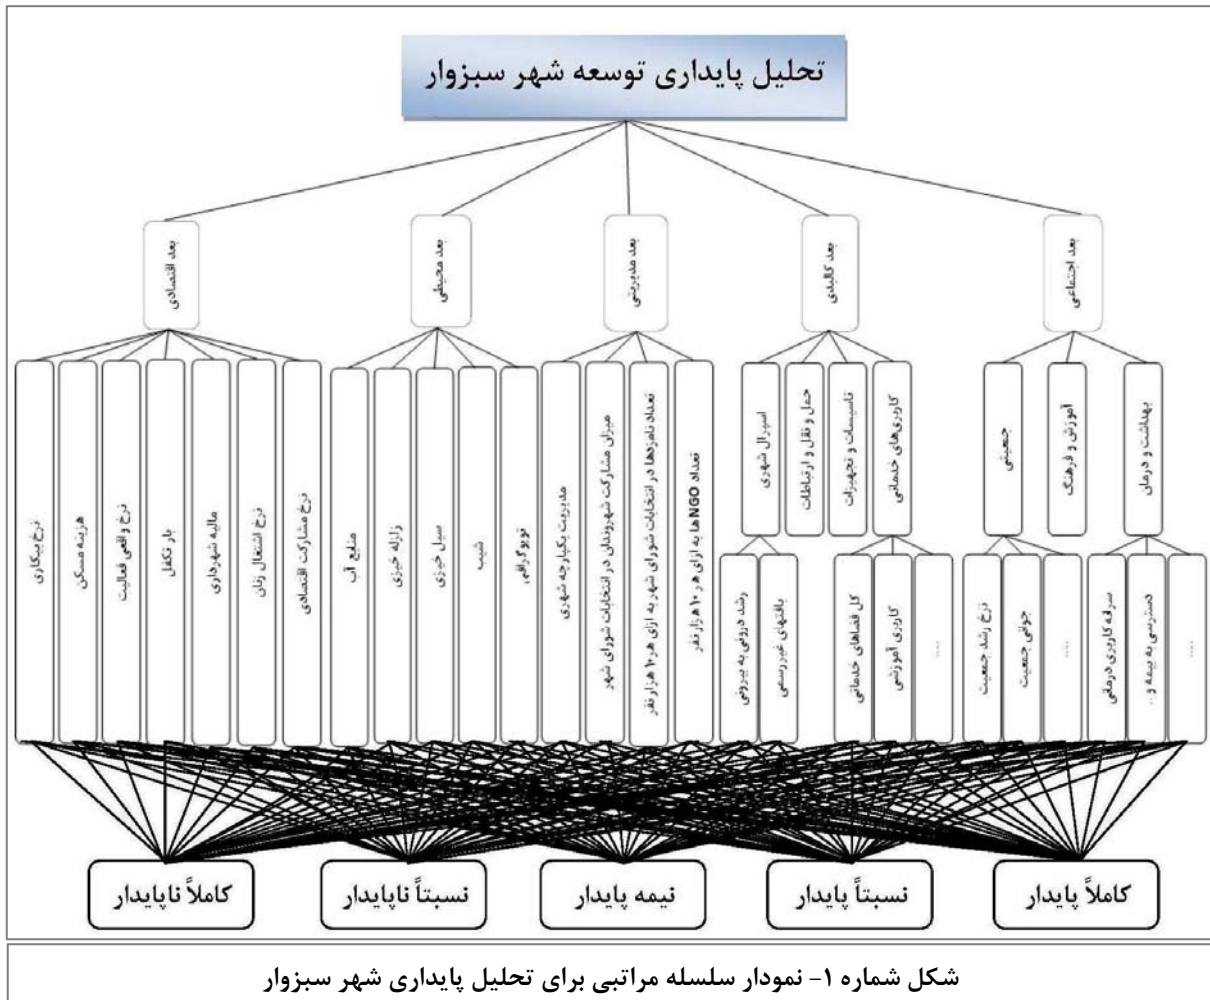 تحلیل پایداری توسعه شهر سبزوار
بعد اجتماعی
بعد کالبدی
بعد مدیریتی
بعد محیطی
بعد اقتصادی
بهداشت و درمان
آموزش و فرهنگ
جمعیتی
کاربری‌های خدماتی
تاسیسات و تجهیزات
حمل و نقل و ارتباطات
اسپرال شهری
تعداد NGOها به ازای هر ۱۰ هزار نفر
تعداد نامزدها در انتخابات شورای شهر به ازای هر ۱۰ هزار نفر
میزان مشارکت شهروندان در انتخابات شورای شهر
مدیریت یکپارچه شهری
توپوگرافی
شیب
سیل خیزی
زلزله خیزی
منابع آب
نرخ مشارکت اقتصادی
نرخ اشتغال زنان
مالیه شهرداری
بار تکفل
نرخ واقعی فعالیت
هزینه مسکن
نرخ بیکاری
.....
دسترسی به بیمه و ..
سرانه کاربری درمانی
.....
جوانی جمعیت
نرخ رشد جمعیت
.....
کاربری آموزشی
کل فضاهای خدماتی
بافتهای غیررسمی
رشد درونی به بیرونی
کاملاً پایدار
نسبتاً پایدار
نیمه پایدار
نسبتاً ناپایدار
کاملاً ناپایدار
شکل شماره ۱- نمودار سلسله مراتبی برای تحلیل پایداری شهر سبزوار